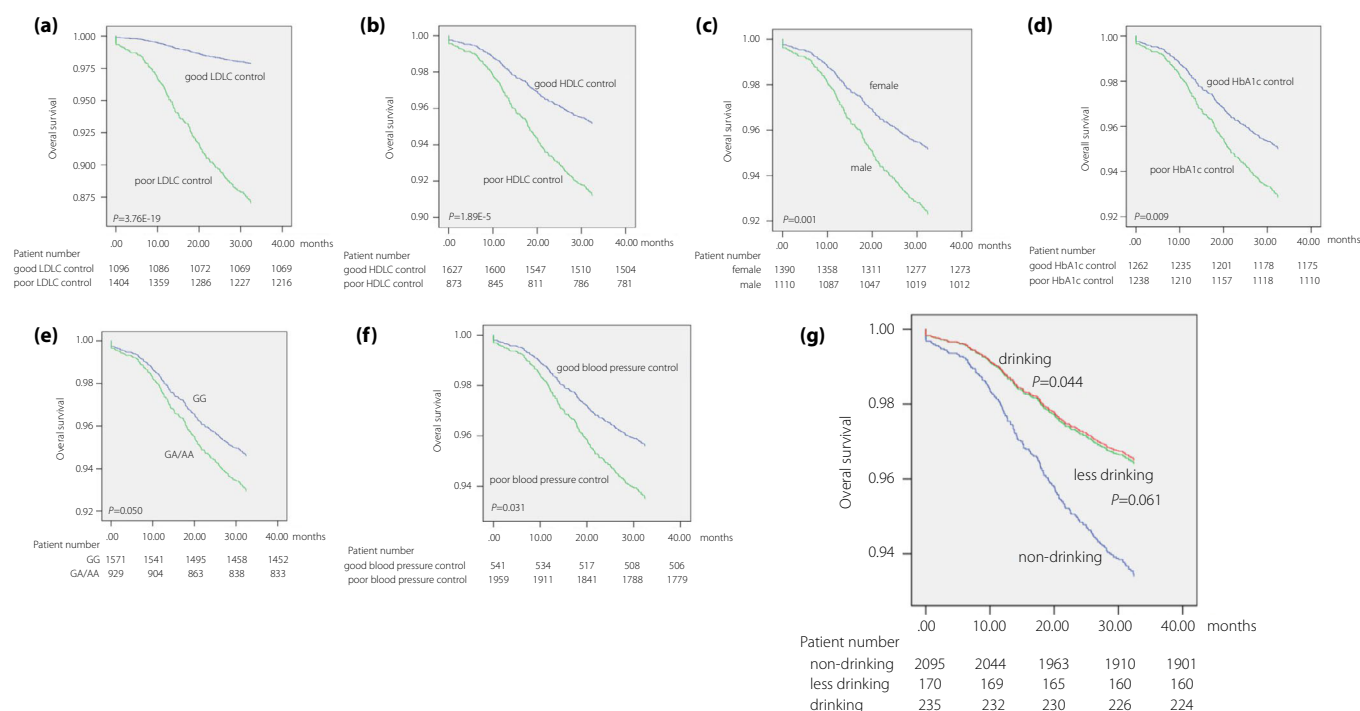 (a)
1.000
0.975
0.950
0.925
0.900
0.875
Overal survival
good LDLC control
poor LDLC control
P=3.76E-19
.00 10.00 20.00 30.00 40.00 months
Patient number
good LDLC control 1096 1086 1072 1069 1069
poor LDLC control 1404 1359 1286 1227 1216
(b)
1.00
0.98
0.96
0.94
0.92
0.90
Overal survival
good HDLC control
poor HDLC control
P=1.89E-5
.00 10.00 20.00 30.00 40.00 months
Patient number
good HDLC control 1627 1600 1547 1510 1504
poor HDLC control 873 845 811 786 781
(c)
1.00
0.98
0.96
0.94
0.92
Overal survival
female
male
P=0.001
.00 10.00 20.00 30.00 40.00 months
Patient number
female 1390 1358 1311 1277 1273
male 1110 1087 1047 1019 1012
(d)
1.00
0.98
0.96
0.94
0.92
Overall survival
good HbA1c control
poor HbA1c control
P=0.009
.00 10.00 20.00 30.00 40.00 months
Patient number
good HbA1c control 1262 1235 1201 1178 1175
poor HbA1c control 1238 1210 1157 1118 1110
(e)
1.00
0.98
0.96
0.94
0.92
Overal survival
GG
GA/AA
P=0.050
.00 10.00 20.00 30.00 40.00 months
Patient number
GG 1571 1541 1495 1458 1452
GA/AA 929 904 863 838 833
(f)
1.00
0.98
0.96
0.94
Overal survival
good blood pressure control
poor blood pressure control
P=0.031
.00 10.00 20.00 30.00 40.00 months
Patient number
good blood pressure control 541 534 517 508 506
poor blood pressure control 1959 1911 1841 1788 1779
(g)
1.00
0.98
0.96
0.94
Overal survival
drinking
P=0.044
less drinking
P=0.061
non-drinking
.00 10.00 20.00 30.00 40.00 months
Patient number
non-drinking 2095 2044 1963 1910 1901
less drinking 170 169 165 160 160
drinking 235 232 230 226 224